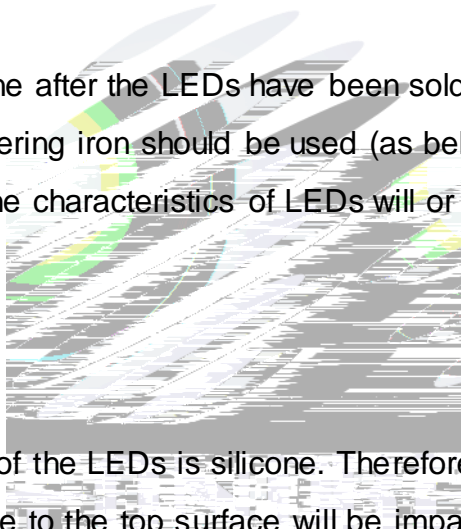 ne after the LEDs have been sold
ering iron should be used (as bel
he characteristics of LEDs will or
of the LEDs is silicone. Therefore
e to the top surface will be impa